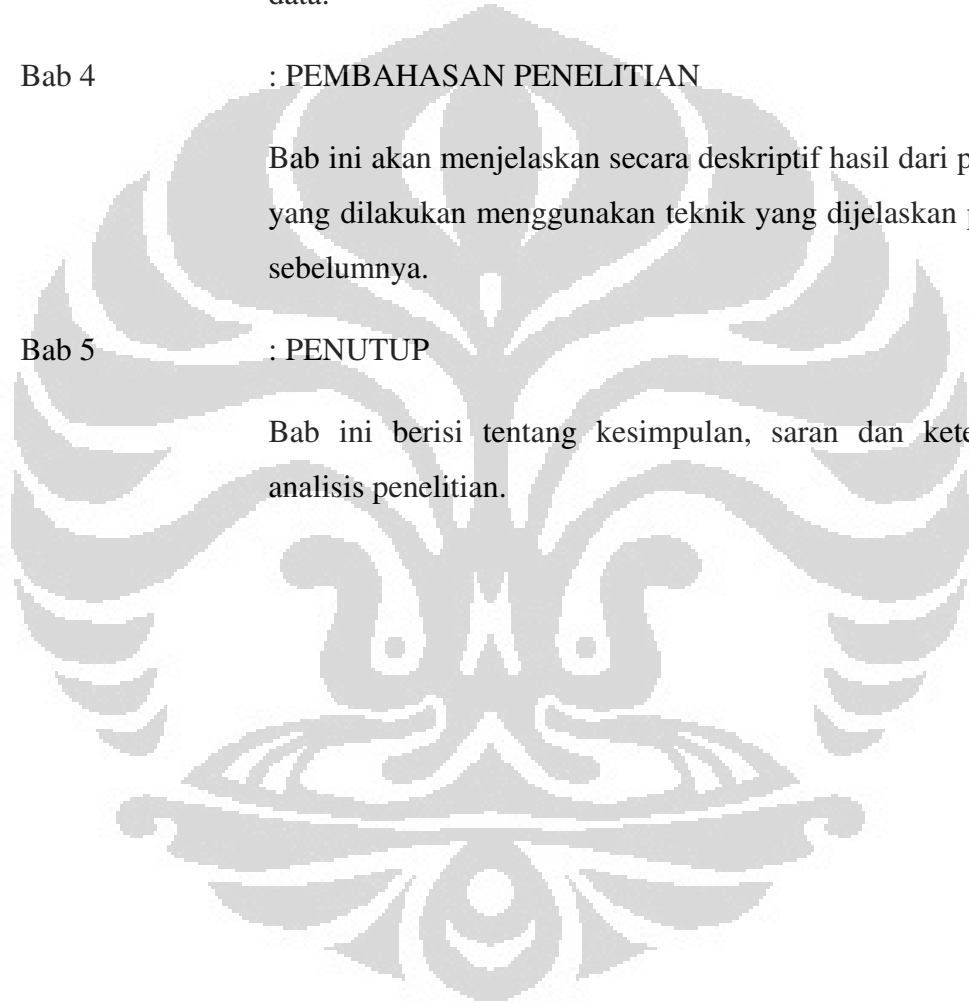 data.
Bab 4 : PEMBAHASAN PENELITIAN
Bab ini akan menjelaskan secara deskriptif hasil dari
yang dilakukan menggunakan teknik yang dijelaskan
sebelumnya.
Bab 5 : PENUTUP
Bab ini berisi tentang kesimpulan, saran dan
analisis penelitian.